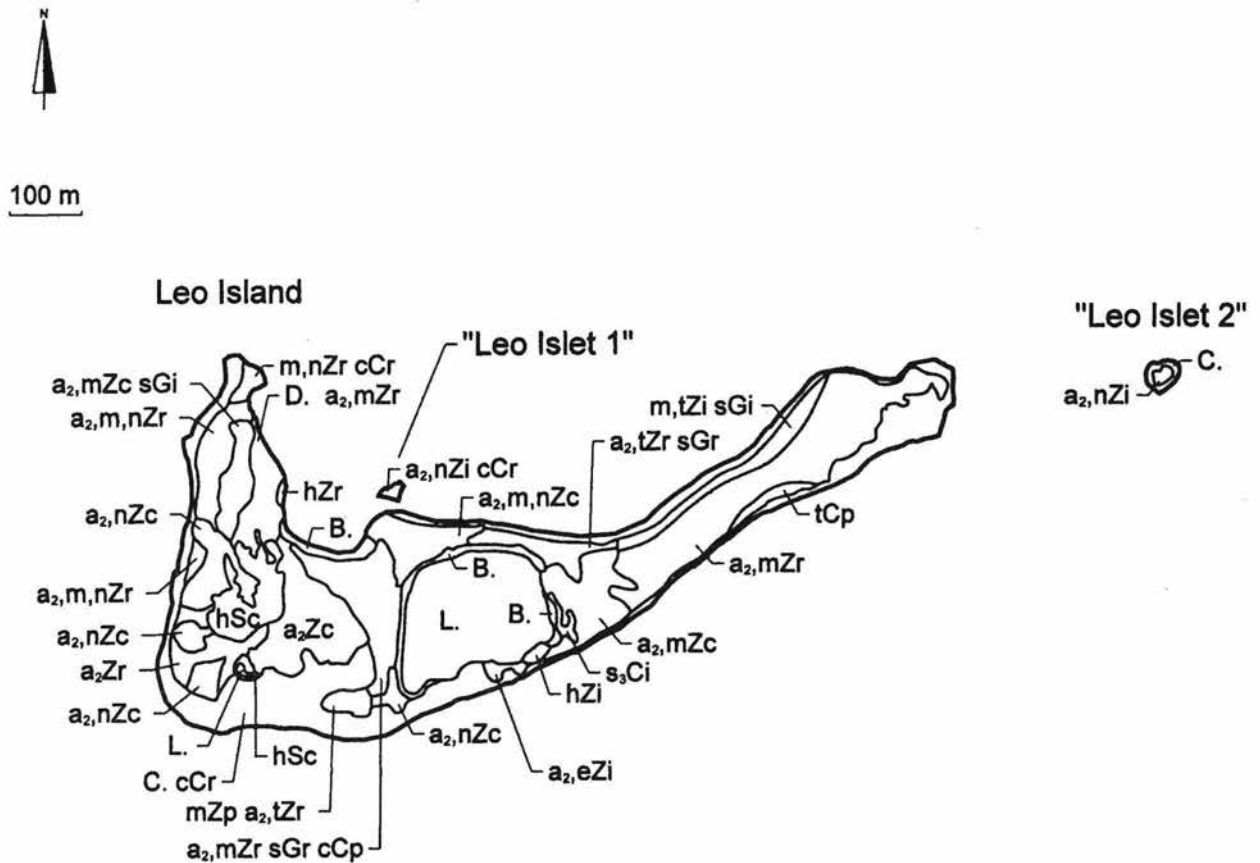 N
100 m
Leo Island
"Leo Islet 1"
"Leo Islet 2"
C.
a₂,nZi
m,nZr cCr
a₂,mZc sGi
D. a₂,mZr
a₂,m,nZr
m,tZi sGi
a₂,tZr sGr
a₂,nZi cCr
hZr
a₂,m,nZc
a₂,nZc
B.
tCp
a₂,mZr
B.
a₂,m,nZr
hSc
a₂Zc
L.
B.
a₂,nZc
a₂,mZc
a₂Zr
s₃Ci
hZi
a₂,nZc
a₂,nZc
L.
hSc
a₂,eZi
C. cCr
mZp a₂,tZr
a₂,mZr sGr cCp